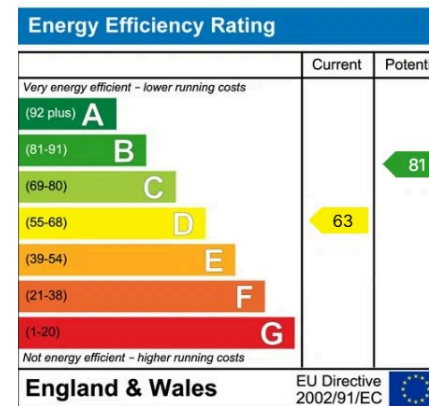 Energy Efficiency Rating
Current Potenti
Very energy efficient – lower running costs
(92 plus) A
(81-91) B
81
(69-80) C
(55-68) D 63
(39-54) E
(21-38) F
(1-20) G
Not energy efficient – higher running costs
England & Wales
EU Directive
2002/91/EC